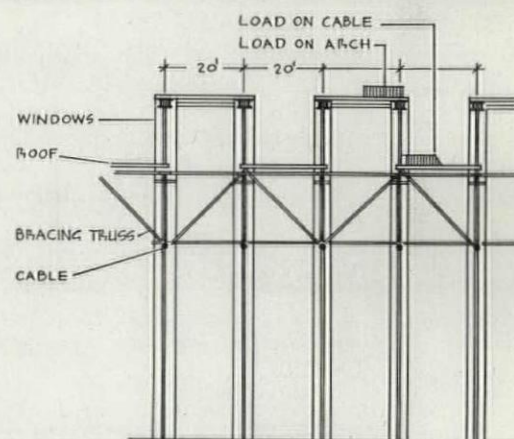 LOAD ON CABLE
LOAD ON ARCH
20' 20'
WINDOWS
ROOF
BRACING TRUSS
CABLE